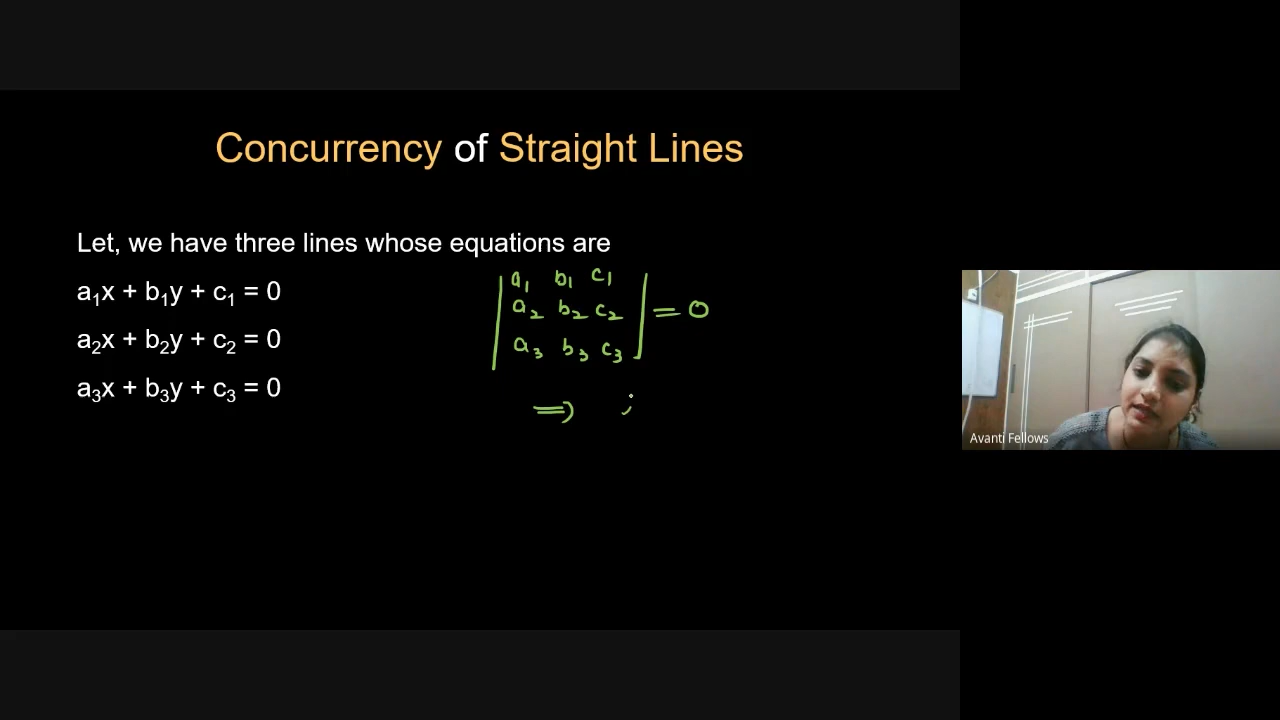 Concurrency of Straight Lines
Let, we have three lines whose equations are
a₁x + b₁y + c₁ = 0
a₂x + b₂y + c₂ = 0
a₃x + b₃y + c₃ = 0
| a₁ b₁ c₁ |
| a₂ b₂ c₂ | = 0
| a₃ b₃ c₃ |
⇒
Avanti Fellows